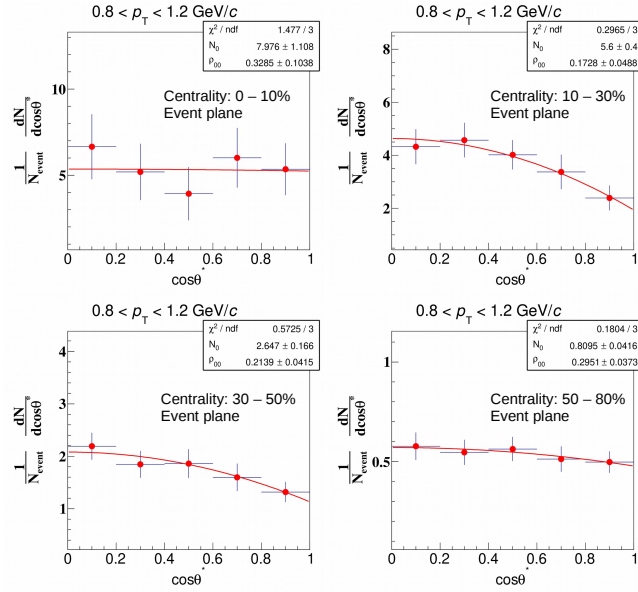 0.8 < p_T < 1.2 GeV/c
χ² / ndf 1.477 / 3
N₀ 7.976 ± 1.108
ρ₀₀ 0.3285 ± 0.1038
Centrality: 0 – 10%
Event plane
10
5
1/N_event dN/dcosθ*
0 0.2 0.4 0.6 0.8 1
cosθ*
0.8 < p_T < 1.2 GeV/c
χ² / ndf 0.2965 / 3
N₀ 5.6 ± 0.4
ρ₀₀ 0.1728 ± 0.0488
Centrality: 10 – 30%
Event plane
8
6
4
2
1/N_event dN/dcosθ*
0 0.2 0.4 0.6 0.8 1
cosθ*
0.8 < p_T < 1.2 GeV/c
χ² / ndf 0.5725 / 3
N₀ 2.647 ± 0.166
ρ₀₀ 0.2139 ± 0.0415
Centrality: 30 – 50%
Event plane
4
3
2
1
1/N_event dN/dcosθ*
0 0.2 0.4 0.6 0.8 1
cosθ*
0.8 < p_T < 1.2 GeV/c
χ² / ndf 0.1804 / 3
N₀ 0.8095 ± 0.0416
ρ₀₀ 0.2951 ± 0.0373
Centrality: 50 – 80%
Event plane
1
0.5
1/N_event dN/dcosθ*
0 0.2 0.4 0.6 0.8 1
cosθ*